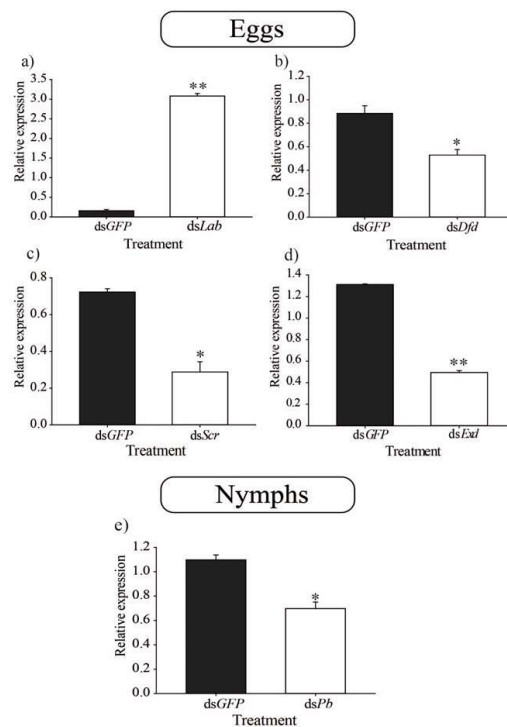 Eggs
a)
Relative expression
3.5
3.0
2.5
2.0
1.5
1.0
0.5
0.0
**
dsGFP dsLab
Treatment
b)
Relative expression
1.2
1.0
0.8
0.6
0.4
0.2
0.0
*
dsGFP dsDfd
Treatment
c)
Relative expression
0.8
0.4
0.2
0.0
*
dsGFP dsScr
Treatment
d)
Relative expression
1.4
1.2
1.0
0.6
0.4
0.2
0.0
**
dsGFP dsExd
Treatment
Nymphs
e)
Relative expression
1.2
1.0
0.8
0.6
0.4
0.2
0.0
*
dsGFP dsPb
Treatment